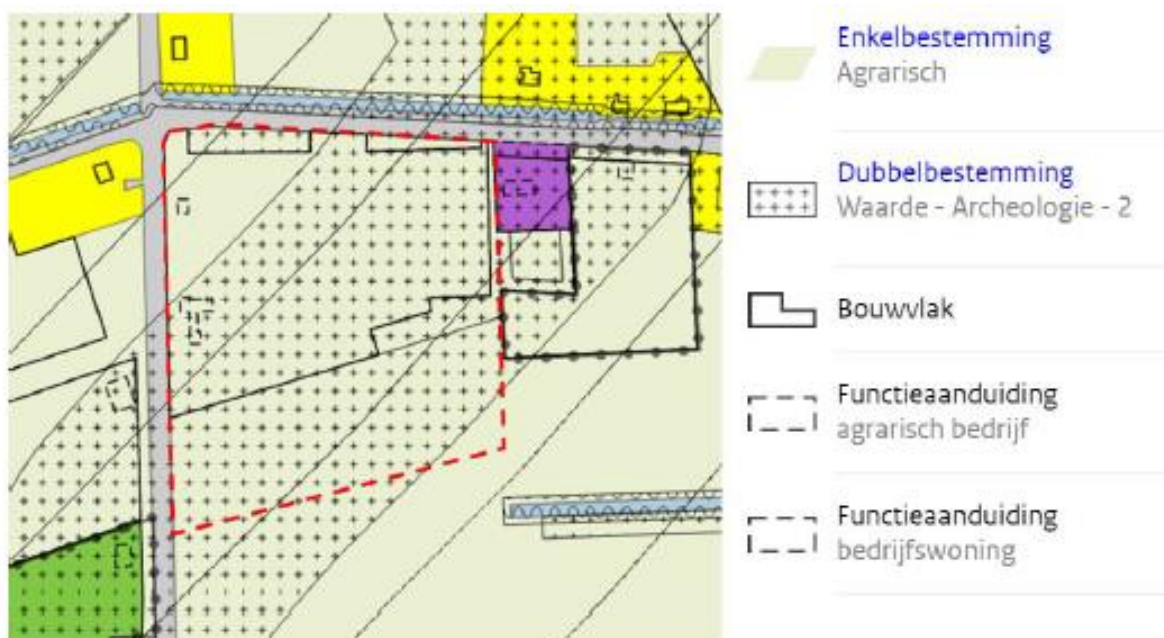 Enkelbestemming
Agrarisch
Dubbelbestemming
Waarde - Archeologie - 2
Bouwvlak
Functieaanduiding
agrarisch bedrijf
Functieaanduiding
bedrijfswoning